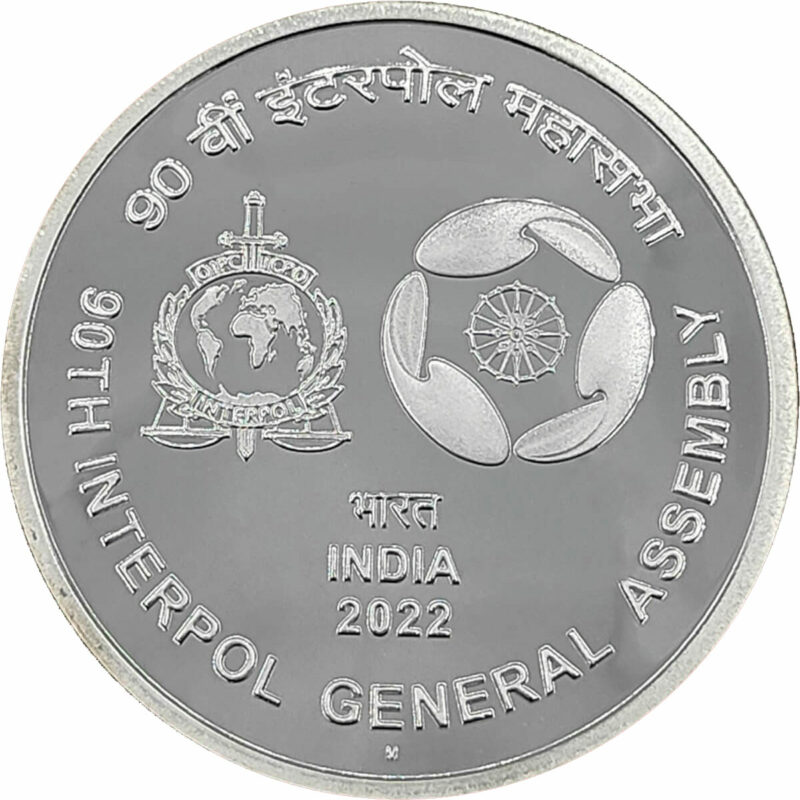 90 वीं इंटरपोल महासभा
OIPC ICPO
INTERPOL
भारत
INDIA
2022
90TH INTERPOL GENERAL ASSEMBLY
M